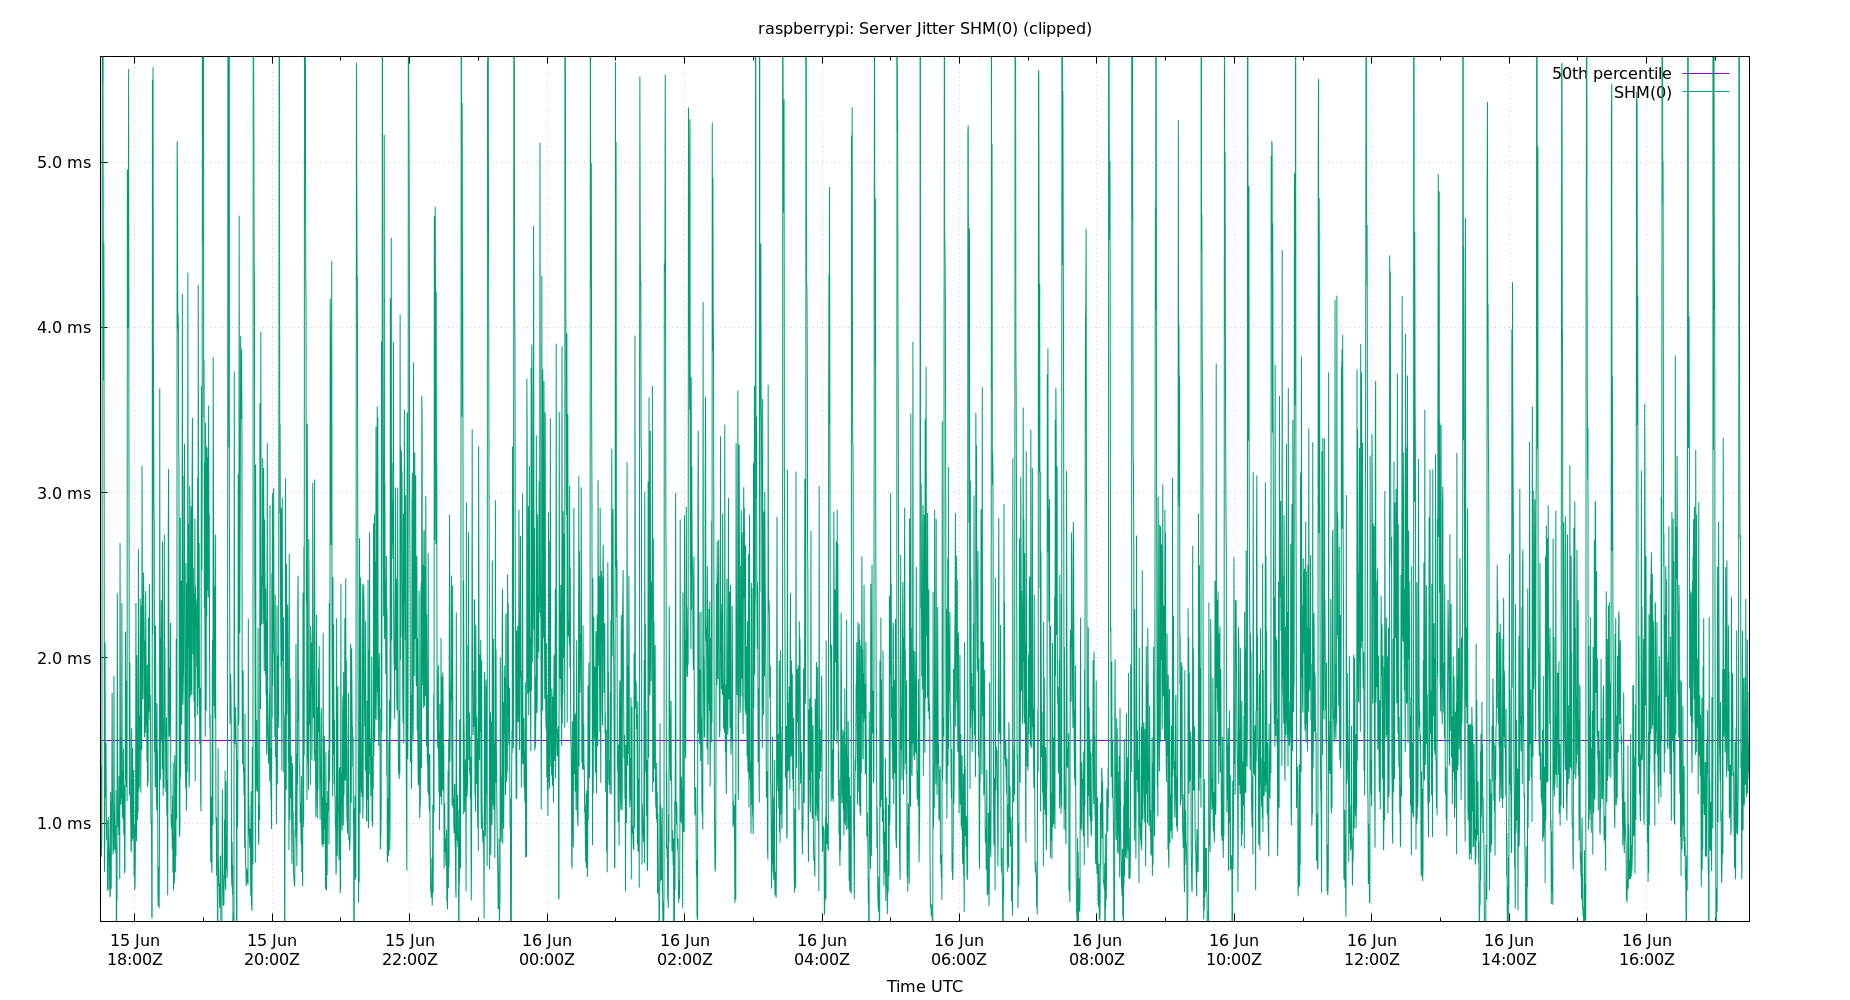 raspberrypi: Server Jitter SHM(0) (clipped)
50th percentile
SHM(0)
5.0 ms
4.0 ms
3.0 ms
2.0 ms
1.0 ms
15 Jun 15 Jun 15 Jun 16 Jun 16 Jun 16 Jun 16 Jun 16 Jun 16 Jun 16 Jun 16 Jun 16 Jun
18:00Z 20:00Z 22:00Z 00:00Z 02:00Z 04:00Z 06:00Z 08:00Z 10:00Z 12:00Z 14:00Z 16:00Z
Time UTC